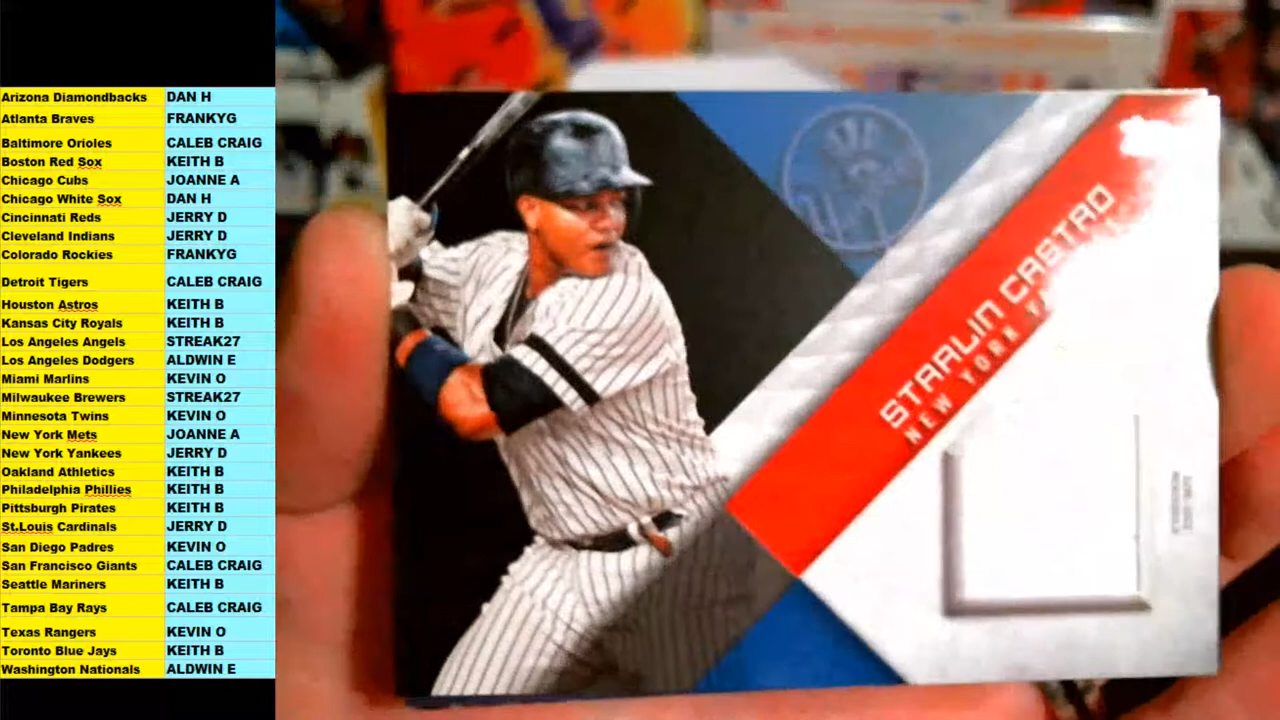 Arizona Diamondbacks DAN H
Atlanta Braves FRANKYG
Baltimore Orioles CALEB CRAIG
Boston Red Sox KEITH B
Chicago Cubs JOANNE A
Chicago White Sox DAN H
Cincinnati Reds JERRY D
Cleveland Indians JERRY D
Colorado Rockies FRANKYG
Detroit Tigers CALEB CRAIG
Houston Astros KEITH B
Kansas City Royals KEITH B
Los Angeles Angels STREAK27
Los Angeles Dodgers ALDWIN E
Miami Marlins KEVIN O
Milwaukee Brewers STREAK27
Minnesota Twins KEVIN O
New York Mets JOANNE A
New York Yankees JERRY D
Oakland Athletics KEITH B
Philadelphia Phillies KEITH B
Pittsburgh Pirates KEITH B
St.Louis Cardinals JERRY D
San Diego Padres KEVIN O
San Francisco Giants CALEB CRAIG
Seattle Mariners KEITH B
Tampa Bay Rays CALEB CRAIG
Texas Rangers KEVIN O
Toronto Blue Jays KEITH B
Washington Nationals ALDWIN E
STARLIN CASTRO
NEW YORK